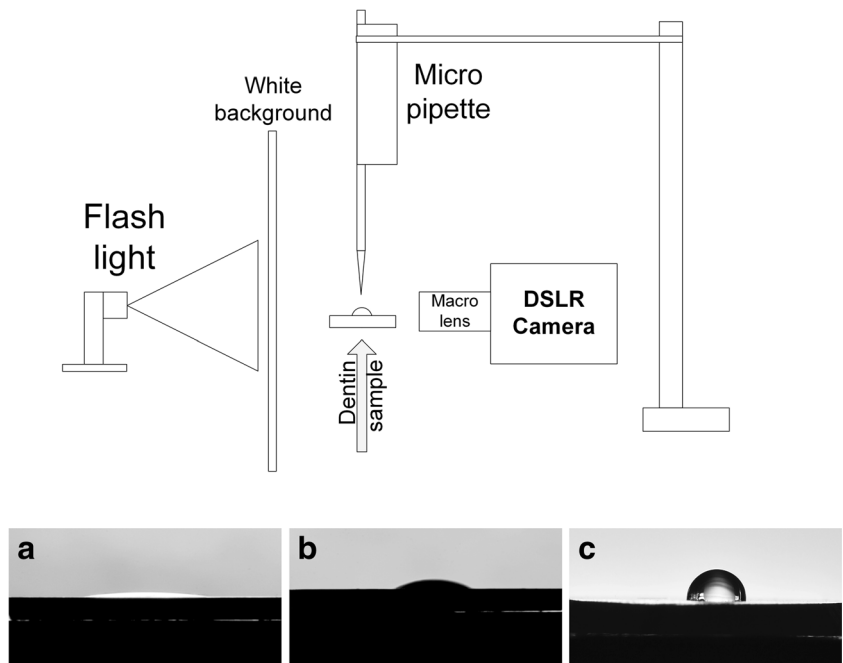 White
background
Micro
pipette
Flash
light
Macro
lens
DSLR
Camera
Dentin
sample
a
b
c